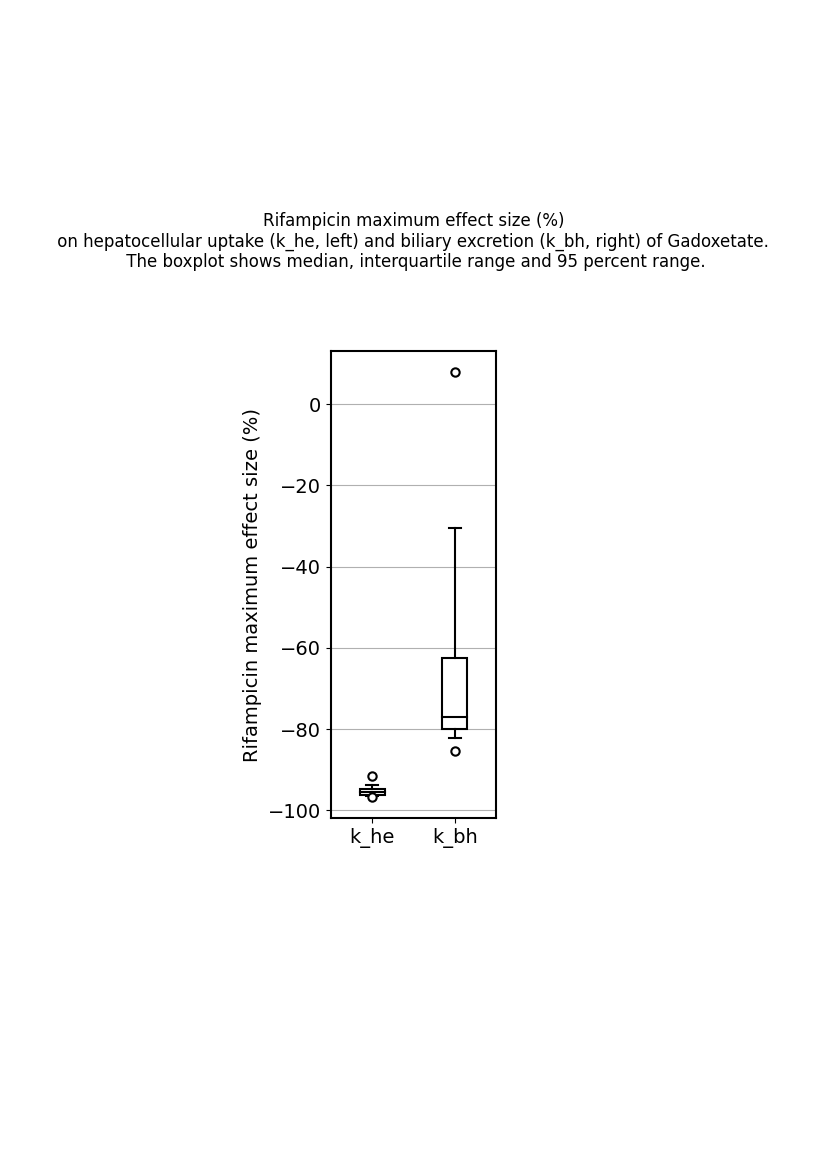 Rifampicin maximum effect size (%)
on hepatocellular uptake (k_he, left) and biliary excretion (k_bh, right) of Gadoxetate.
The boxplot shows median, interquartile range and 95 percent range.
Rifampicin maximum effect size (%)
0
−20
−40
−60
−80
−100
k_he
k_bh